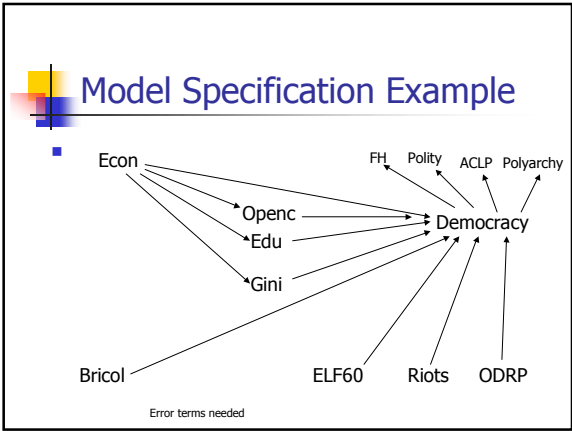 Model Specification Example
Econ
FH Polity ACLP Polyarchy
Openc
Democracy
Edu
Gini
Bricol ELF60 Riots ODRP
Error terms needed